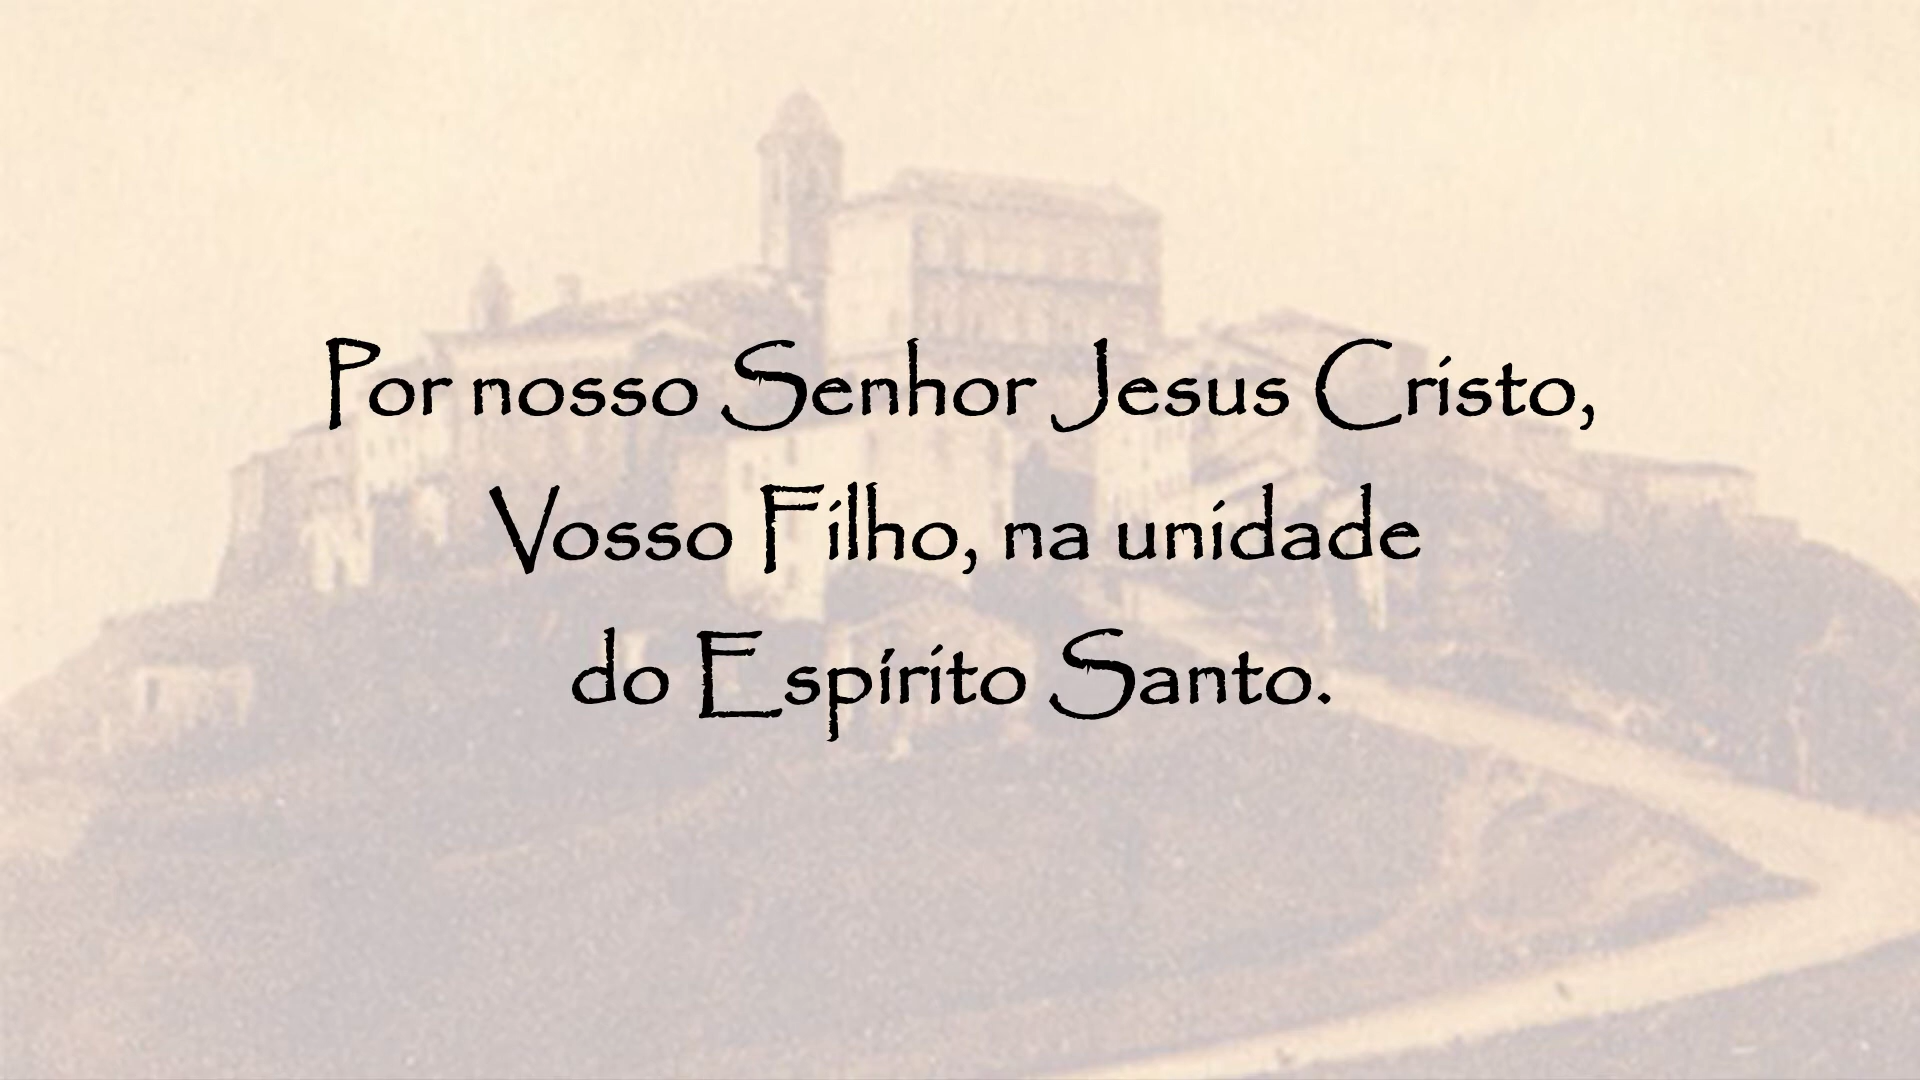 Por nosso Senhor Jesus Cristo,
Vosso Filho, na unidade
do Espírito Santo.